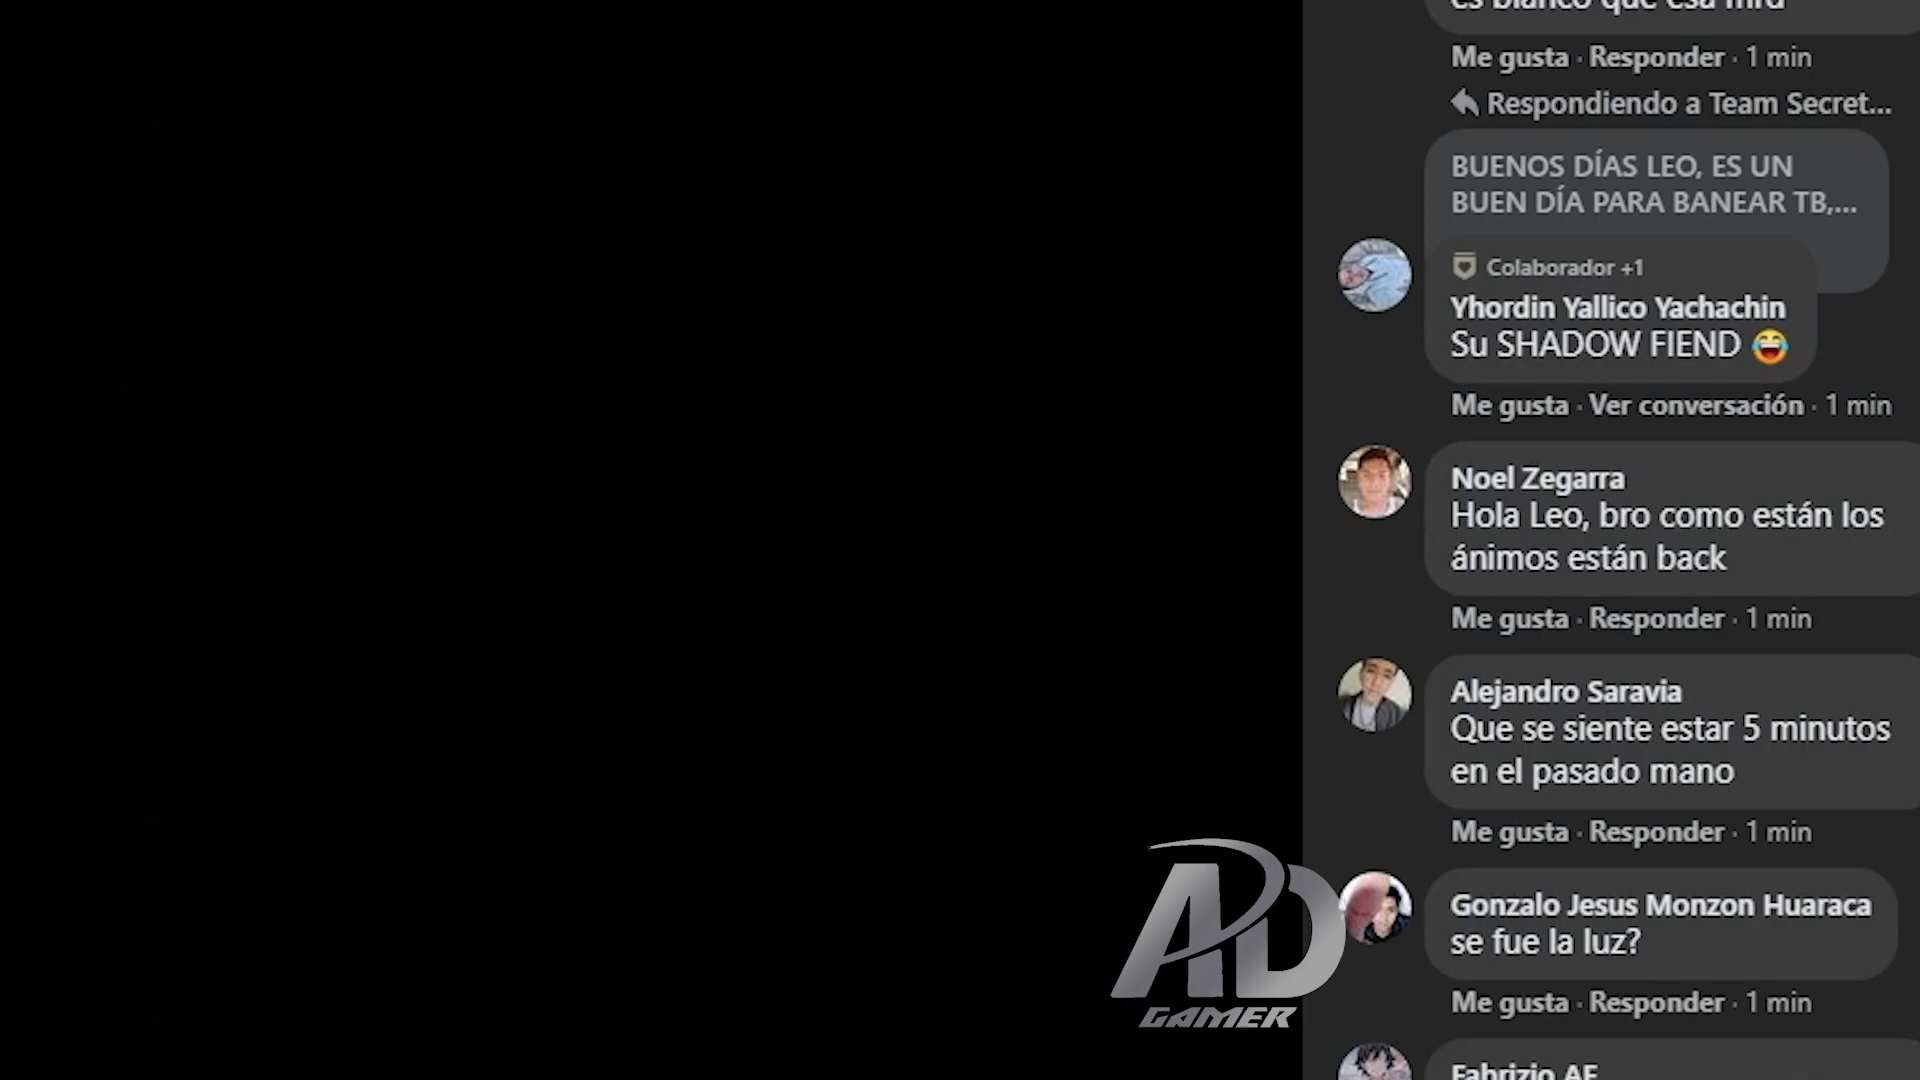 es blanco que esa mrd
Me gusta · Responder · 1 min
Respondiendo a Team Secret...
BUENOS DÍAS LEO, ES UN
BUEN DÍA PARA BANEAR TB,...
Colaborador +1
Yhordin Yallico Yachachin
Su SHADOW FIEND 😂
Me gusta · Ver conversación · 1 min
Noel Zegarra
Hola Leo, bro como están los
ánimos están back
Me gusta · Responder · 1 min
Alejandro Saravia
Que se siente estar 5 minutos
en el pasado mano
Me gusta · Responder · 1 min
Gonzalo Jesus Monzon Huaraca
se fue la luz?
Me gusta · Responder · 1 min
Fabrizio AF
AD
GAMER